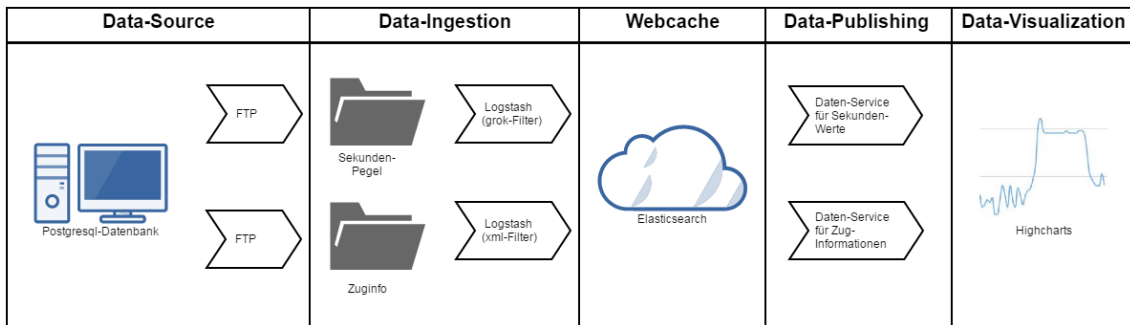 Data-Source
Data-Ingestion
Webcache
Data-Publishing
Data-Visualization
Postgresql-Datenbank
FTP
FTP
Sekunden-
Pegel
Zuginfo
Logstash
(grok-Filter)
Logstash
(xml-Filter)
Elasticsearch
Daten-Service
für Sekunden-
Werte
Daten-Service
für Zug-
Informationen
Highcharts